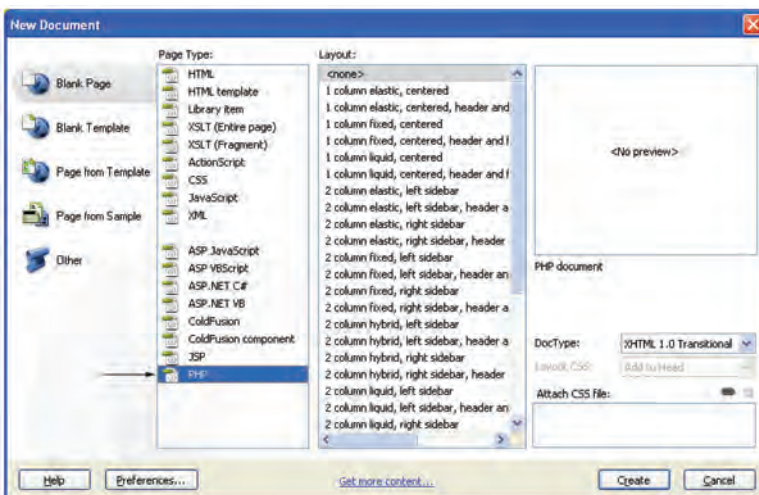 New Document
Page Type:
Layout:
Blank Page
Blank Template
Page from Template
Page from Sample
Other
HTML
HTML template
Library item
XSLT (Entire page)
XSLT (Fragment)
ActionScript
CSS
JavaScript
XML
ASP JavaScript
ASP VBScript
ASP.NET C#
ASP.NET VB
ColdFusion
ColdFusion component
JSP
PHP
<none>
1 column elastic, centered
1 column elastic, centered, header and
1 column fixed, centered
1 column fixed, centered, header and f
1 column liquid, centered
1 column liquid, centered, header and f
2 column elastic, left sidebar
2 column elastic, left sidebar, header a
2 column elastic, right sidebar
2 column elastic, right sidebar, header
2 column fixed, left sidebar
2 column fixed, left sidebar, header an
2 column fixed, right sidebar
2 column fixed, right sidebar, header a
2 column hybrid, left sidebar
2 column hybrid, left sidebar, header a
2 column hybrid, right sidebar
2 column hybrid, right sidebar, header
2 column liquid, left sidebar
2 column liquid, left sidebar, header an
2 column liquid, right sidebar
<No preview>
PHP document
DocType:
XHTML 1.0 Transitional
Layout CSS:
Add to Head
Attach CSS file:
Help
Preferences...
Get more content...
Create
Cancel